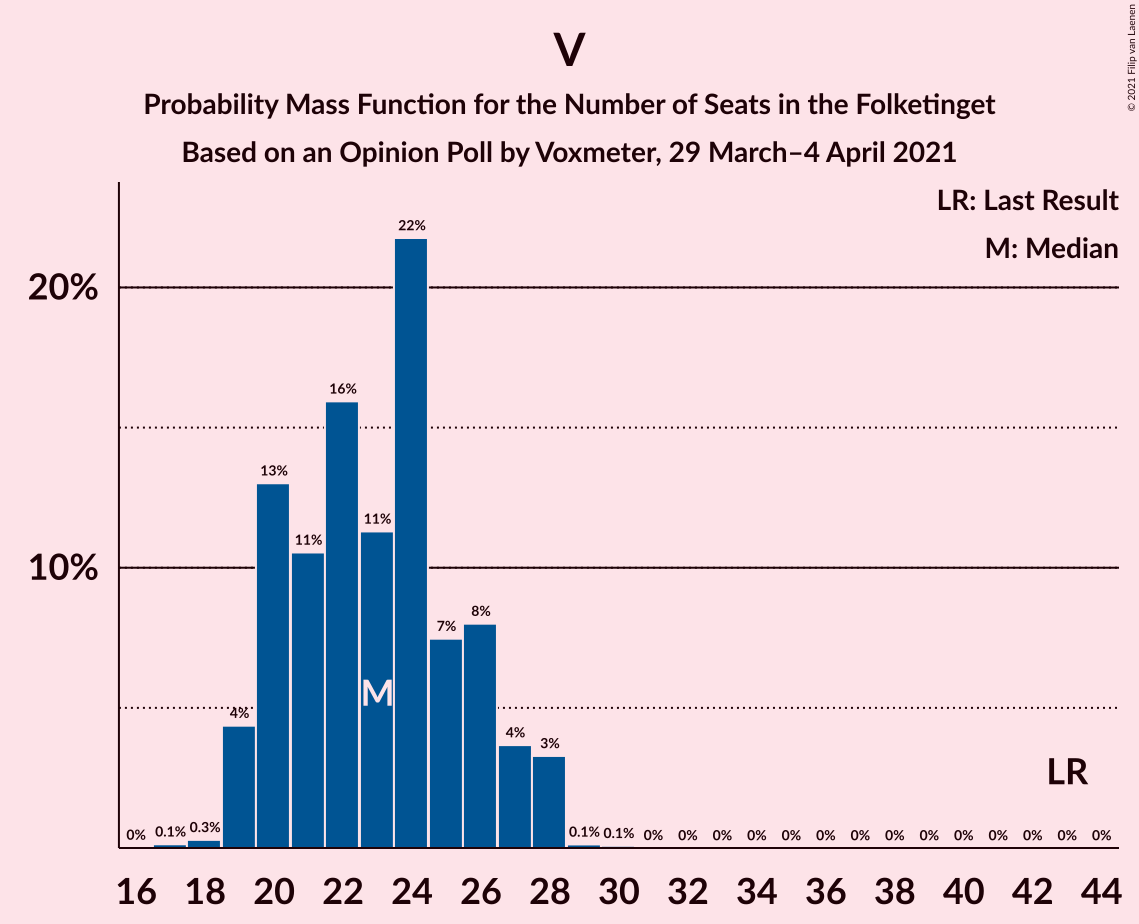 V
Probability Mass Function for the Number of Seats in the Folketinget
Based on an Opinion Poll by Voxmeter, 29 March–4 April 2021
© 2021 Filip van Laenen
LR: Last Result
M: Median
20%
10%
0% 0.1% 0.3% 4% 13% 11% 16% 11% 22% 7% 8% 4% 3% 0.1% 0.1% 0% 0% 0% 0% 0% 0% 0% 0% 0% 0% 0% 0% 0% 0%
M
LR
16 18 20 22 24 26 28 30 32 34 36 38 40 42 44